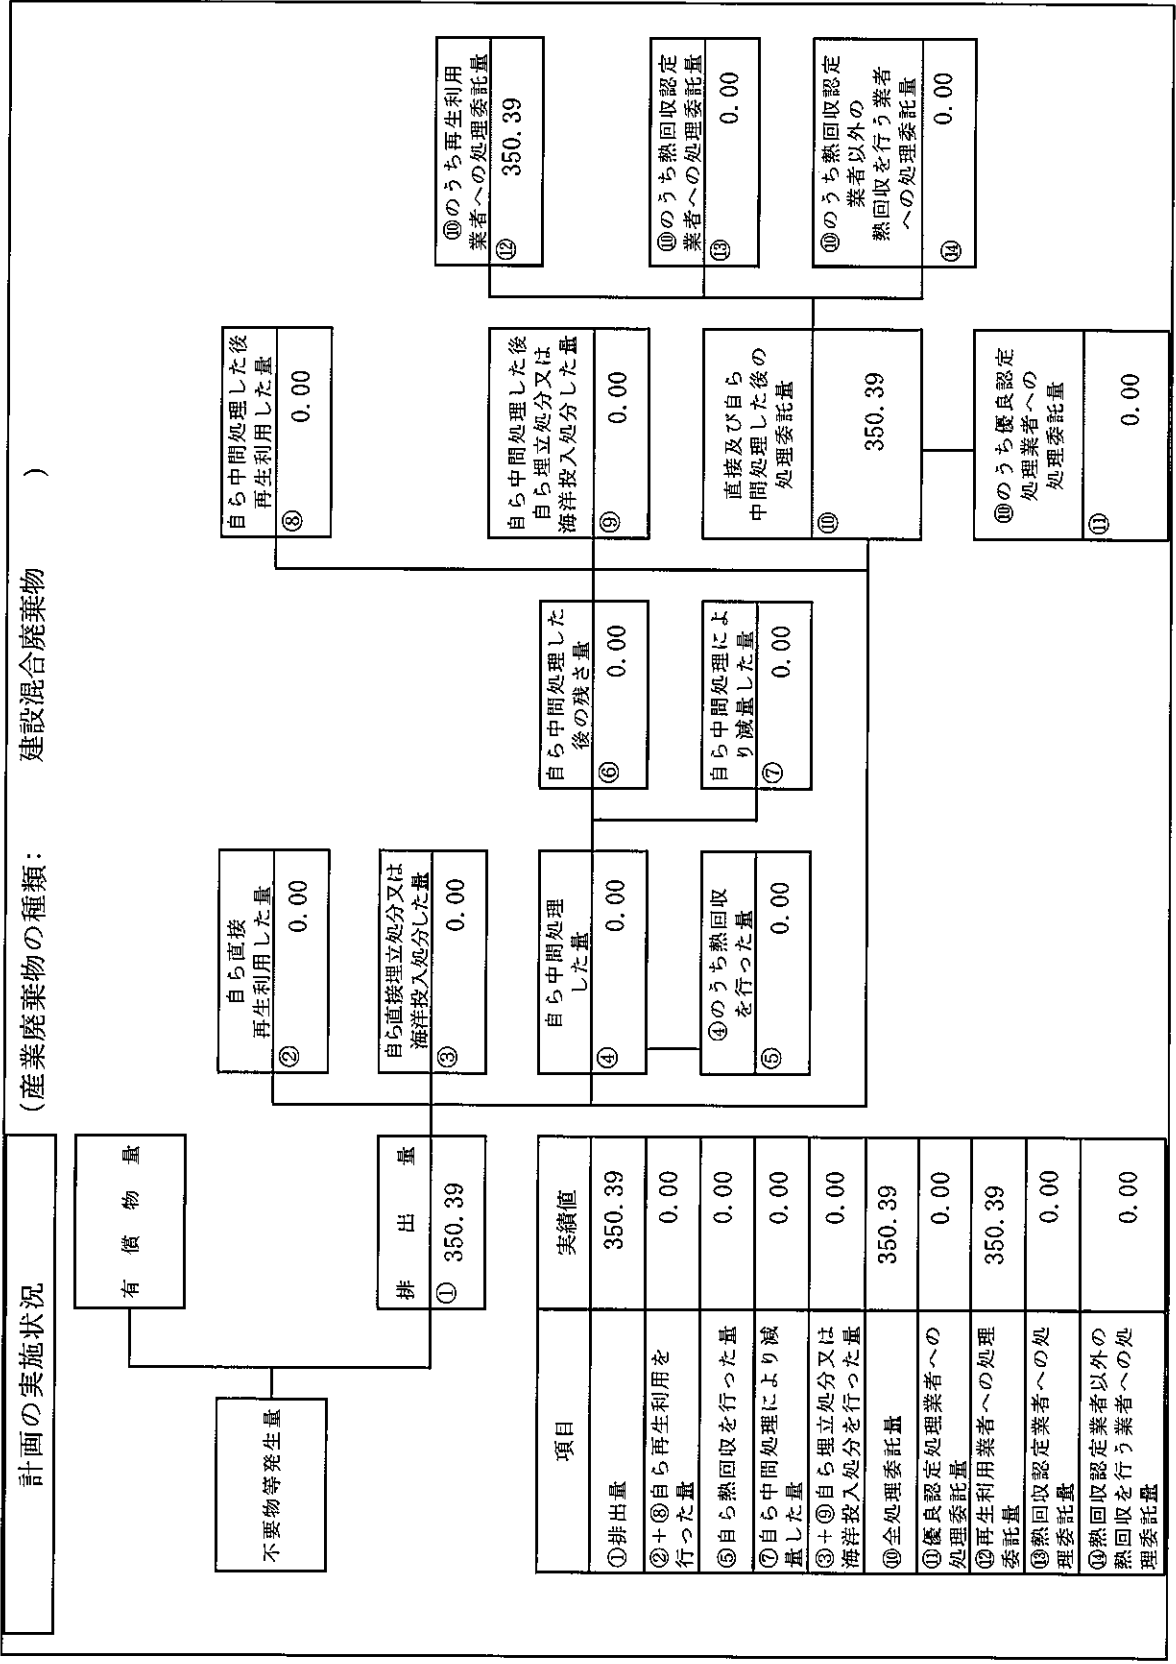 計画の実施状況
（産業廃棄物の種類：　　　建設混合廃棄物　　　）
不要物等発生量
有　償　物　量
排　出　量
① 350.39
自ら直接
再生利用した量
② 0.00
自ら直接埋立処分又は
海洋投入処分した量
③ 0.00
自ら中間処理
した量
④ 0.00
④のうち熱回収
を行った量
⑤ 0.00
自ら中間処理した
後の残さ量
⑥ 0.00
自ら中間処理によ
り減量した量
⑦ 0.00
自ら中間処理した後
再生利用した量
⑧ 0.00
自ら中間処理した後
自ら埋立処分又は
海洋投入処分した量
⑨ 0.00
直接及び自ら
中間処理した後の
処理委託量
⑩ 350.39
⑩のうち優良認定
処理業者への
処理委託量
⑪ 0.00
⑩のうち再生利用
業者への処理委託量
⑫ 350.39
⑩のうち熱回収認定
業者への処理委託量
⑬ 0.00
⑩のうち熱回収認定
業者以外の
熱回収を行う業者
への処理委託量
⑭ 0.00
項目　実績値
①排出量　350.39
②＋⑧自ら再生利用を
行った量　0.00
⑤自ら熱回収を行った量　0.00
⑦自ら中間処理により減
量した量　0.00
③＋⑨自ら埋立処分又は
海洋投入処分を行った量　0.00
⑩全処理委託量　350.39
⑪優良認定処理業者への
処理委託量　0.00
⑫再生利用業者への処理
委託量　350.39
⑬熱回収認定業者への処
理委託量　0.00
⑭熱回収認定業者以外の
熱回収を行う業者への処
理委託量　0.00